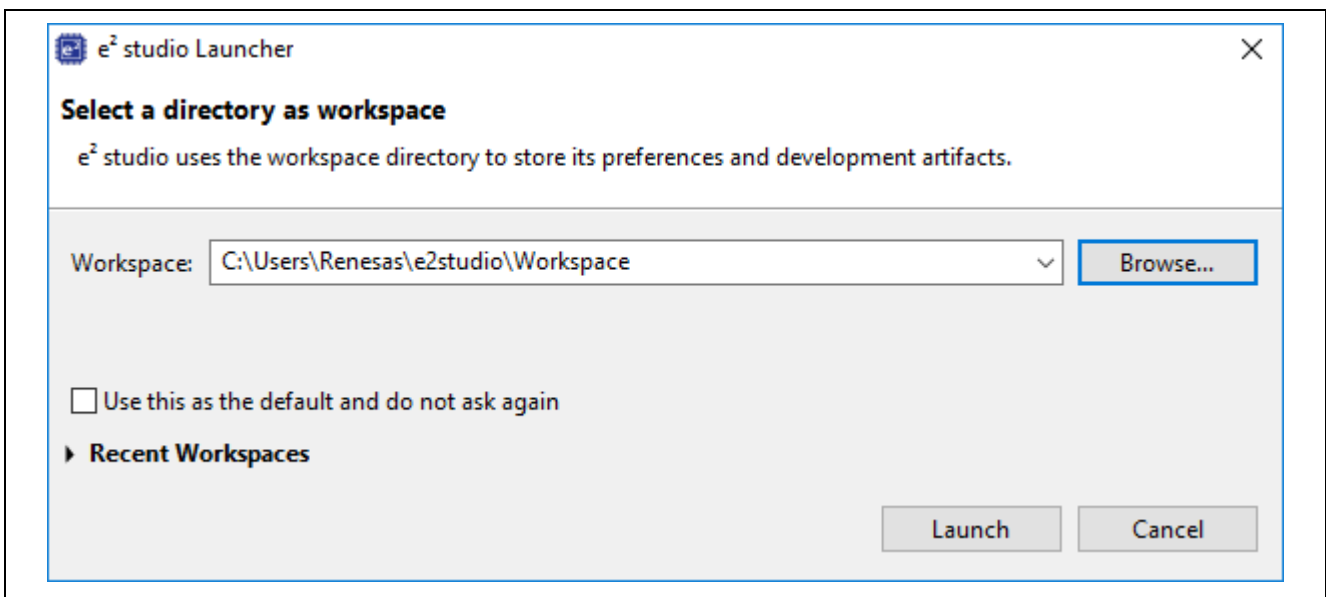 e² studio Launcher
Select a directory as workspace
e² studio uses the workspace directory to store its preferences and development artifacts.
Workspace: C:\Users\Renesas\e2studio\Workspace Browse...
Use this as the default and do not ask again
Recent Workspaces
Launch Cancel